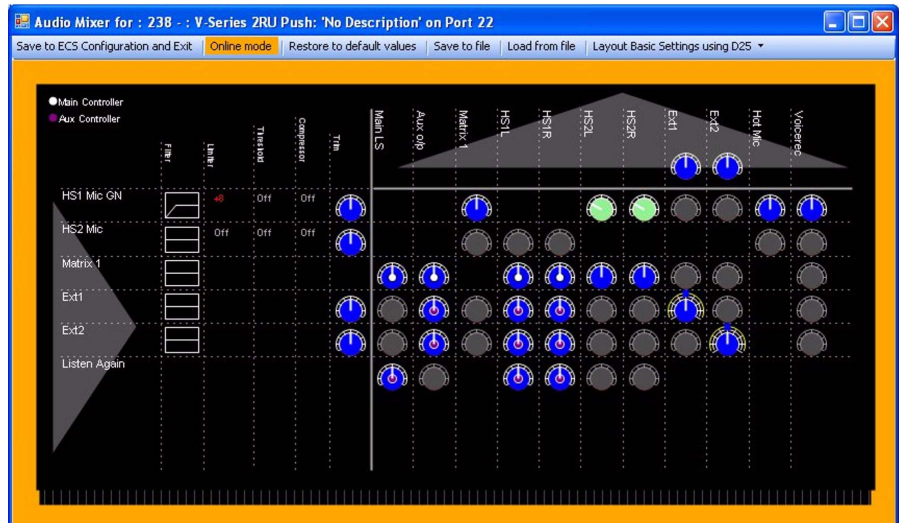 Audio Mixer for : 238 - : V-Series 2RU Push: 'No Description' on Port 22
Save to ECS Configuration and Exit Online mode Restore to default values Save to file Load from file Layout Basic Settings using D25
Main Controller
Aux Controller
Filter Limiter Threshold Compressor Trim Main LS Aux o/p Matrix 1 HS1L HS1R HS2L HS2R Ext1 Ext2 Hot Mic Voicerec
HS1 Mic GN +8 Off Off
HS2 Mic Off Off Off
Matrix 1
Ext1
Ext2
Listen Again